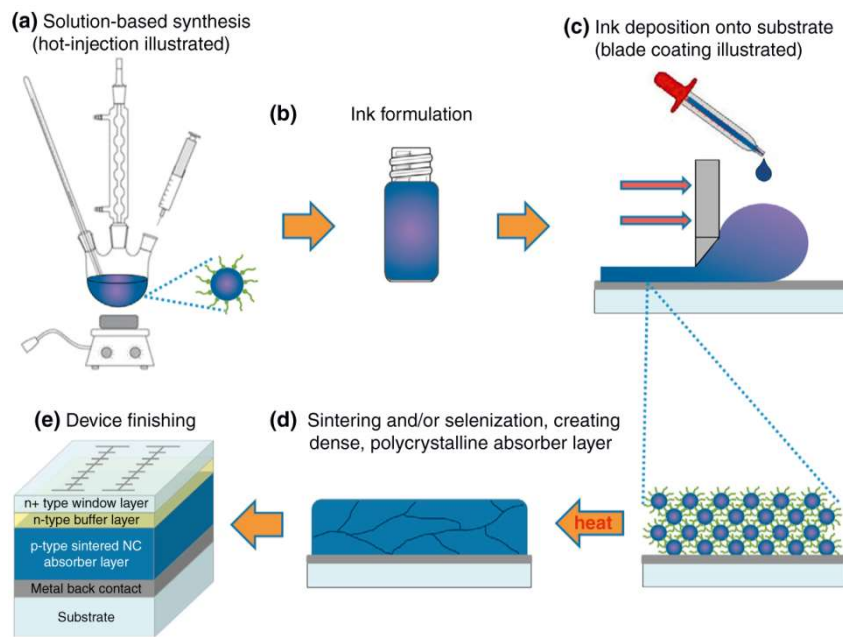 (a) Solution-based synthesis
(hot-injection illustrated)
(b) Ink formulation
(c) Ink deposition onto substrate
(blade coating illustrated)
(d) Sintering and/or selenization, creating
dense, polycrystalline absorber layer
heat
(e) Device finishing
n+ type window layer
n-type buffer layer
p-type sintered NC
absorber layer
Metal back contact
Substrate